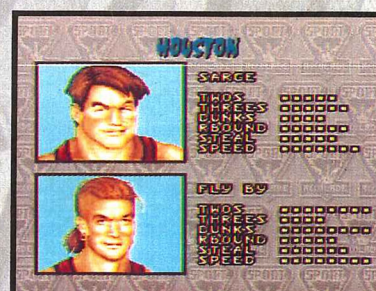 HOUSTON
SARGE
TWOS
THREES
DUNKS
RBOUND
STEAL
SPEED
FLY BY
TWOS
THREES
DUNKS
RBOUND
STEAL
SPEED